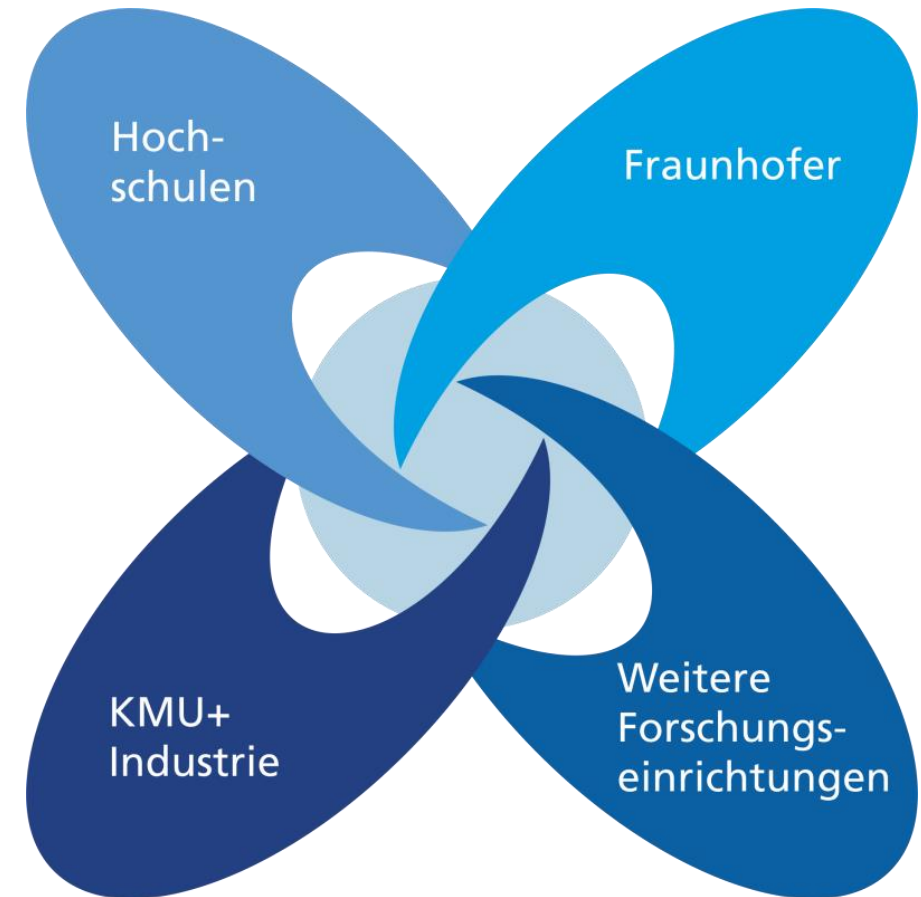 Hoch-
schulen
Fraunhofer
KMU+
Industrie
Weitere
Forschungs-
einrichtungen